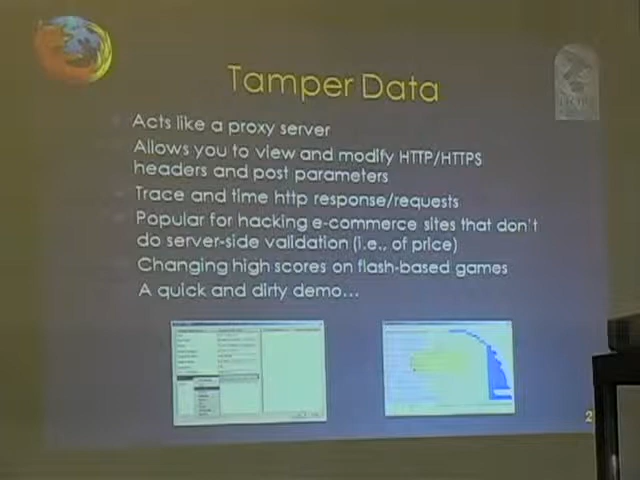 Tamper Data
Acts like a proxy server
Allows you to view and modify HTTP/HTTPS
headers and post parameters
Trace and time http response/requests
Popular for hacking e-commerce sites that don't
do server-side validation (i.e., of price)
Changing high scores on flash-based games
A quick and dirty demo…
2